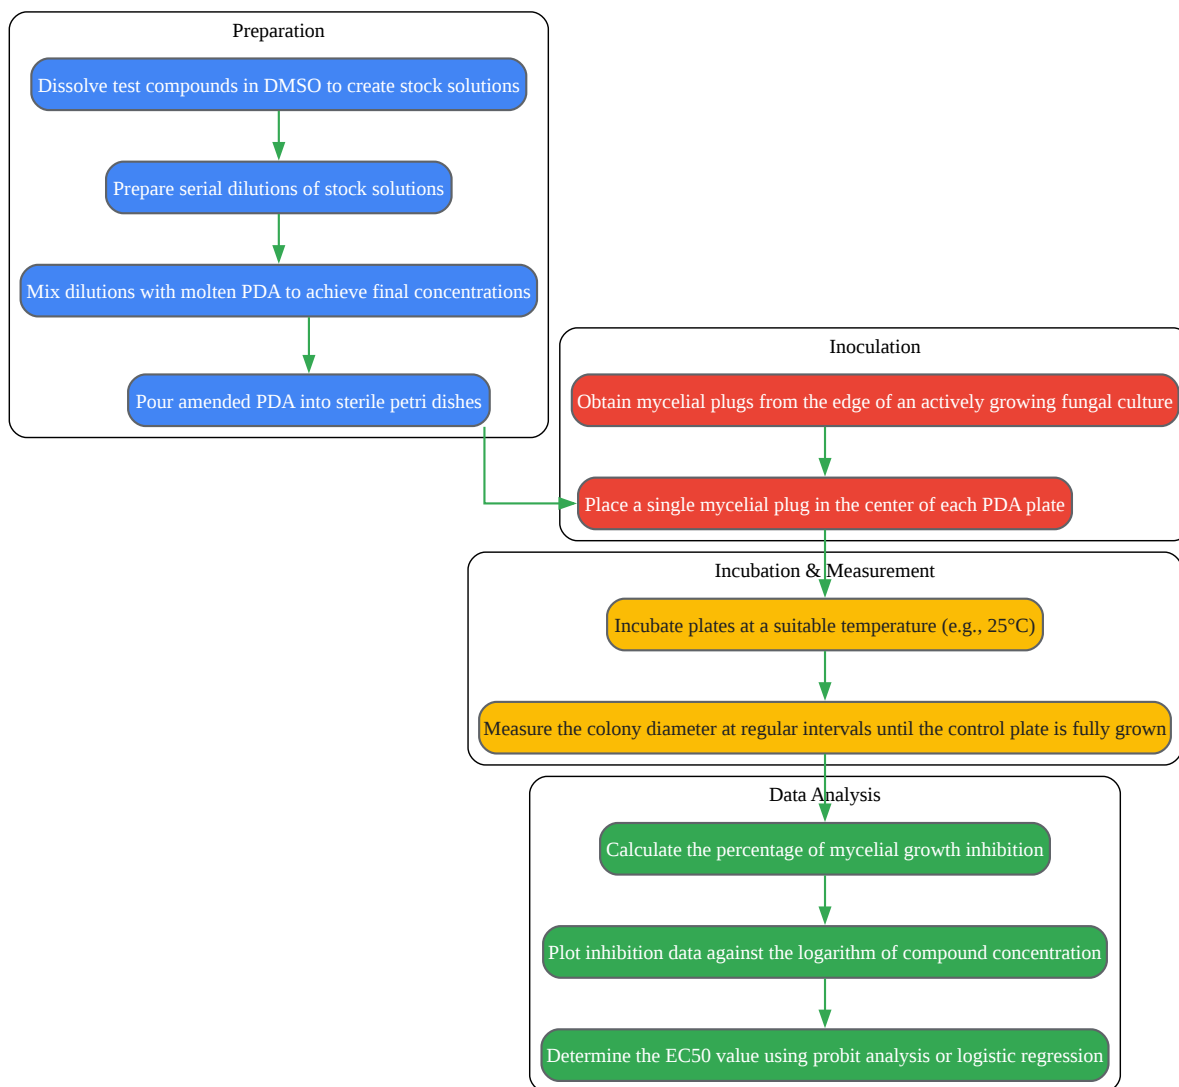 Preparation
Dissolve test compounds in DMSO to create stock solutions
Prepare serial dilutions of stock solutions
Mix dilutions with molten PDA to achieve final concentrations
Pour amended PDA into sterile petri dishes
Inoculation
Obtain mycelial plugs from the edge of an actively growing fungal culture
Place a single mycelial plug in the center of each PDA plate
Incubation & Measurement
Incubate plates at a suitable temperature (e.g., 25°C)
Measure the colony diameter at regular intervals until the control plate is fully grown
Data Analysis
Calculate the percentage of mycelial growth inhibition
Plot inhibition data against the logarithm of compound concentration
Determine the EC50 value using probit analysis or logistic regression